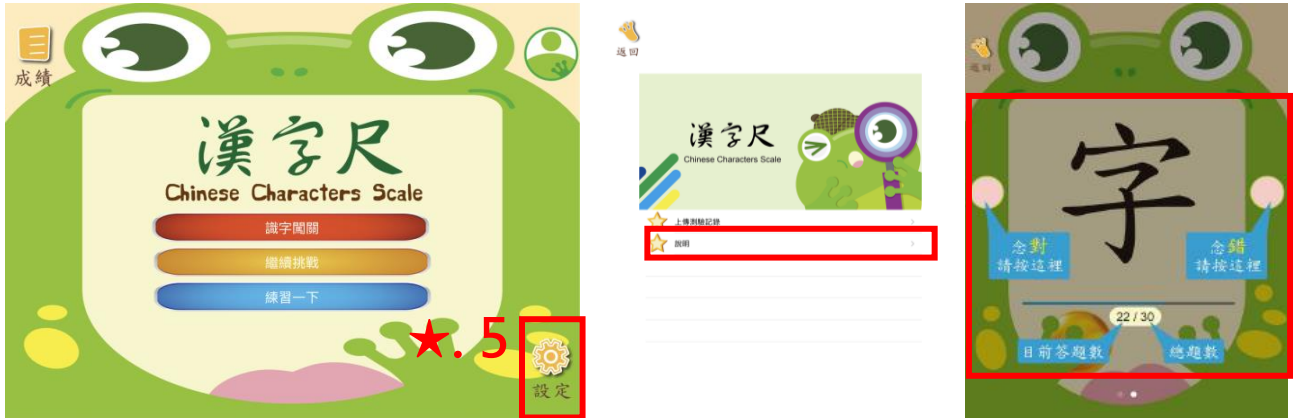 成績
漢字尺
Chinese Characters Scale
識字闖關
繼續挑戰
練習一下
★. 5
設定
返回
漢字尺
Chinese Characters Scale
上傳測驗記錄
說明
返回
字
念對
請按這裡
念錯
請按這裡
22 / 30
目前答題數
總題數